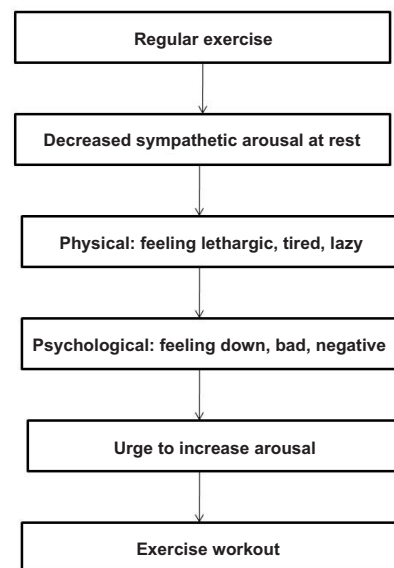 Regular exercise
Decreased sympathetic arousal at rest
Physical: feeling lethargic, tired, lazy
Psychological: feeling down, bad, negative
Urge to increase arousal
Exercise workout